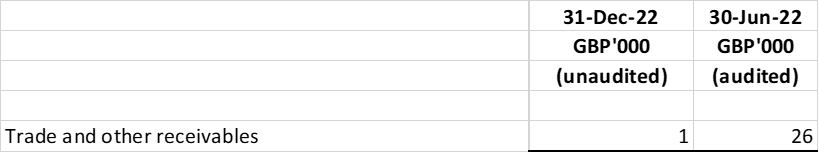 31-Dec-22 30-Jun-22
GBP'000 GBP'000
(unaudited) (audited)
Trade and other receivables 1 26